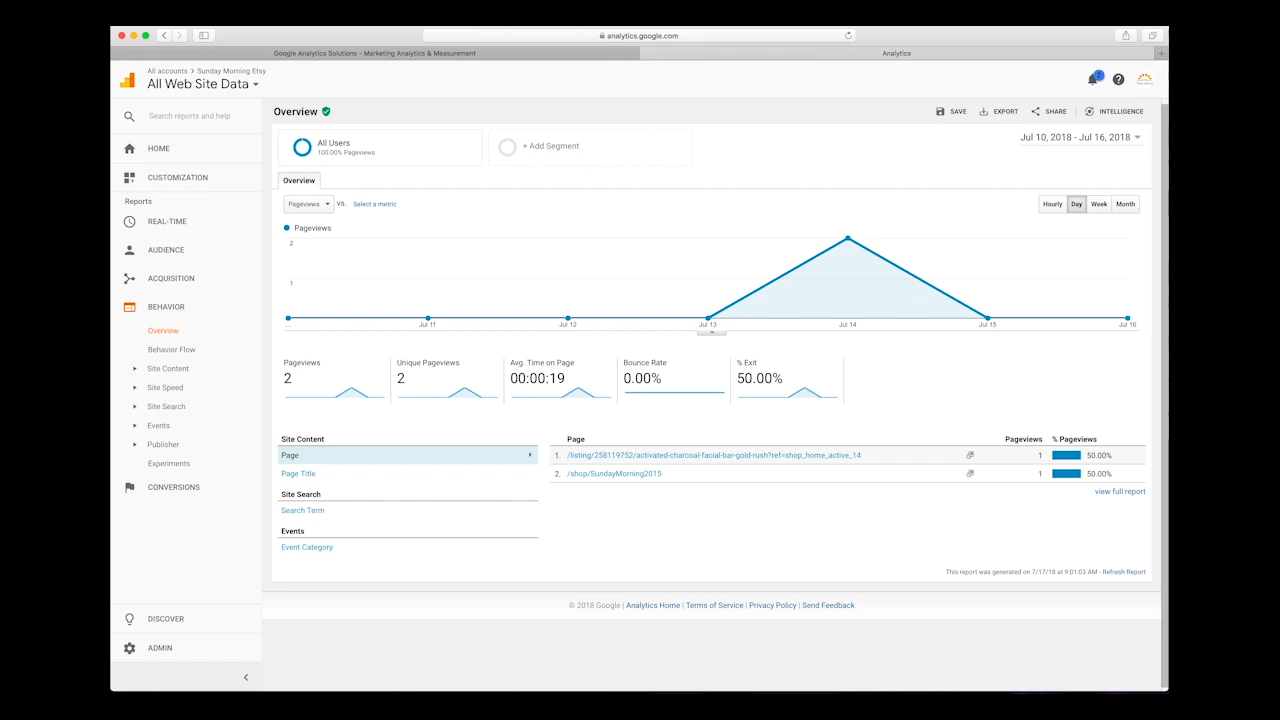 analytics.google.com
Google Analytics Solutions - Marketing Analytics & Measurement
Analytics
All accounts > Sunday Morning Etsy
All Web Site Data
2
Search reports and help
HOME
CUSTOMIZATION
Reports
REAL-TIME
AUDIENCE
ACQUISITION
BEHAVIOR
Overview
Behavior Flow
Site Content
Site Speed
Site Search
Events
Publisher
Experiments
CONVERSIONS
DISCOVER
ADMIN
Overview
SAVE
EXPORT
SHARE
INTELLIGENCE
All Users
100.00% Pageviews
+ Add Segment
Jul 10, 2018 - Jul 16, 2018
Overview
Pageviews
VS.
Select a metric
Hourly
Day
Week
Month
Pageviews
2
1
...
Jul 11
Jul 12
Jul 13
Jul 14
Jul 15
Jul 16
Pageviews
2
Unique Pageviews
2
Avg. Time on Page
00:00:19
Bounce Rate
0.00%
% Exit
50.00%
Site Content
Page
Page Title
Site Search
Search Term
Events
Event Category
Page Pageviews % Pageviews
1. /listing/258119752/activated-charcoal-facial-bar-gold-rush?ref=shop_home_active_14 1 50.00%
2. /shop/SundayMorning2015 1 50.00%
view full report
This report was generated on 7/17/18 at 9:01:03 AM - Refresh Report
© 2018 Google | Analytics Home | Terms of Service | Privacy Policy | Send Feedback